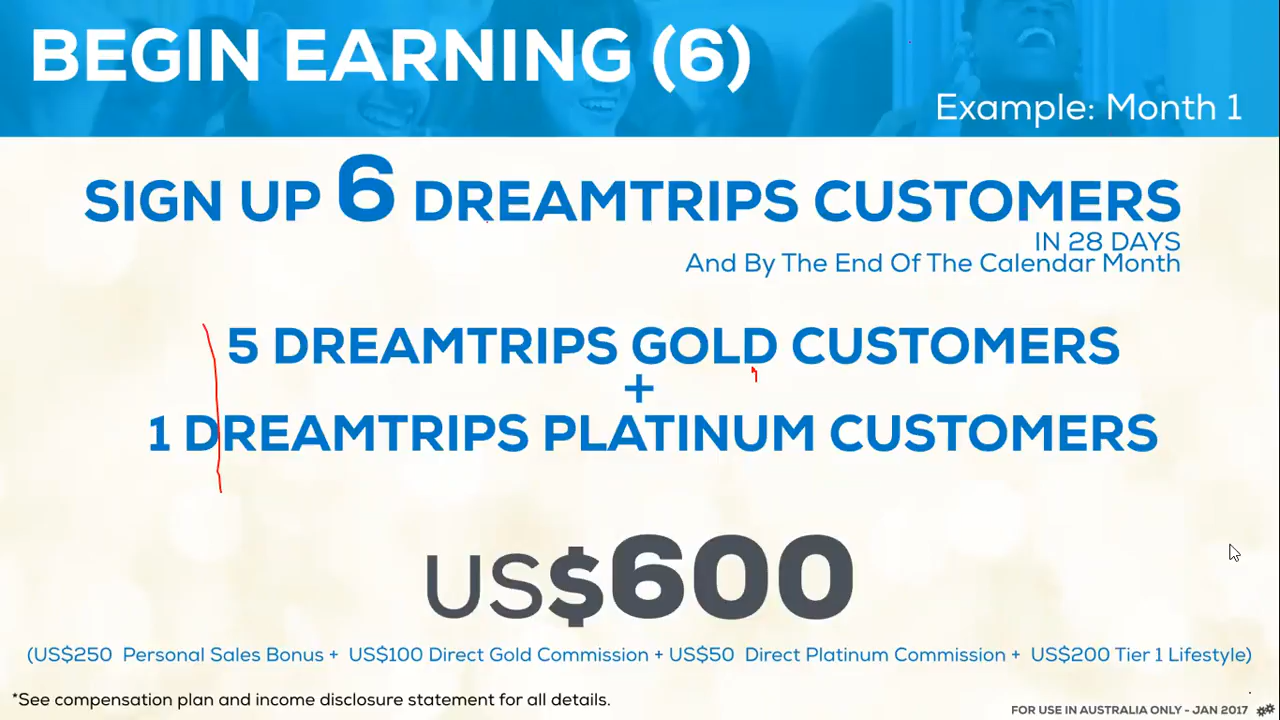 BEGIN EARNING (6)
Example: Month 1
SIGN UP 6 DREAMTRIPS CUSTOMERS
IN 28 DAYS
And By The End Of The Calendar Month
5 DREAMTRIPS GOLD CUSTOMERS
+
1 DREAMTRIPS PLATINUM CUSTOMERS
US$600
(US$250 Personal Sales Bonus + US$100 Direct Gold Commission + US$50 Direct Platinum Commission + US$200 Tier 1 Lifestyle)
*See compensation plan and income disclosure statement for all details.
FOR USE IN AUSTRALIA ONLY - JAN 2017